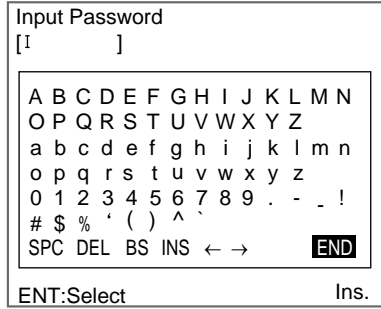 Input Password
[I ]
A B C D E F G H I J K L M N
O P Q R S T U V W X Y Z
a b c d e f g h i j k l m n
o p q r s t u v w x y z
0 1 2 3 4 5 6 7 8 9 . - _ !
# $ % ‘ ( ) ^ `
SPC DEL BS INS ← → END
ENT:Select Ins.